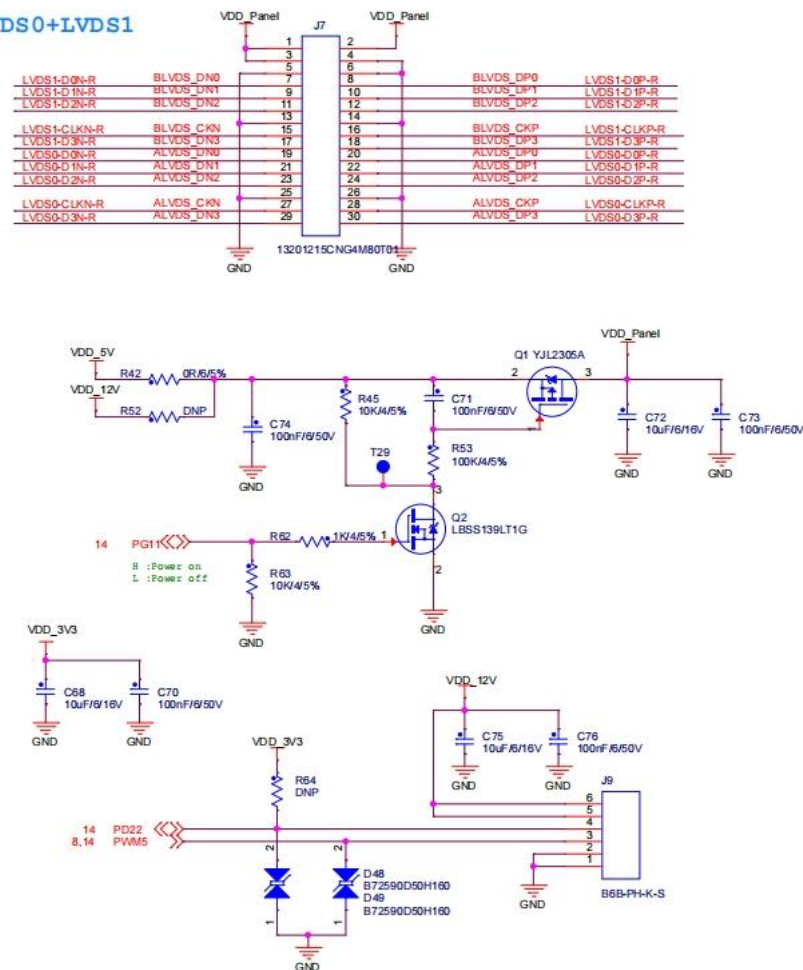 DS0+LVDS1
VDD_Panel VDD_Panel
J7
1 2
3 4
5 6
LVDS1-D0N-R BLVDS_DN0 7 8 BLVDS_DP0 LVDS1-D0P-R
LVDS1-D1N-R BLVDS_DN1 9 10 BLVDS_DP1 LVDS1-D1P-R
LVDS1-D2N-R BLVDS_DN2 11 12 BLVDS_DP2 LVDS1-D2P-R
13 14
LVDS1-CLKN-R BLVDS_CKN 15 16 BLVDS_CKP LVDS1-CLKP-R
LVDS1-D3N-R BLVDS_DN3 17 18 BLVDS_DP3 LVDS1-D3P-R
LVDS0-D0N-R ALVDS_DN0 19 20 ALVDS_DP0 LVDS0-D0P-R
LVDS0-D1N-R ALVDS_DN1 21 22 ALVDS_DP1 LVDS0-D1P-R
LVDS0-D2N-R ALVDS_DN2 23 24 ALVDS_DP2 LVDS0-D2P-R
25 26
LVDS0-CLKN-R ALVDS_CKN 27 28 ALVDS_CKP LVDS0-CLKP-R
LVDS0-D3N-R ALVDS_DN3 29 30 ALVDS_DP3 LVDS0-D3P-R
13201215CNG4M80T01
GND GND
VDD_Panel
VDD_5V
Q1 YJL2305A
R42 0R/6/5%
2 3
VDD_12V
R52 DNP
R45
10K/4/5%
C71
100nF/6/50V
1
C74
100nF/6/50V
C72
10uF/6/16V
C73
100nF/6/50V
T29
R53
100K/4/5%
GND GND GND
3
Q2
LBSS139LT1G
14 PG11
R62 1K/4/5% 1
H :Power on
L :Power off
R63
10K/4/5%
2
GND GND
VDD_3V3
C68
10uF/6/16V
C70
100nF/6/50V
GND GND
VDD_12V
C75
10uF/6/16V
C76
100nF/6/50V
GND GND
VDD_3V3
R64
DNP
J9
6
5
14 PD22 4
8,14 PWM5 3
2
1
2 2
D48
B72590D50H160
D49
B72590D50H160
1 1
B6B-PH-K-S
GND
GND